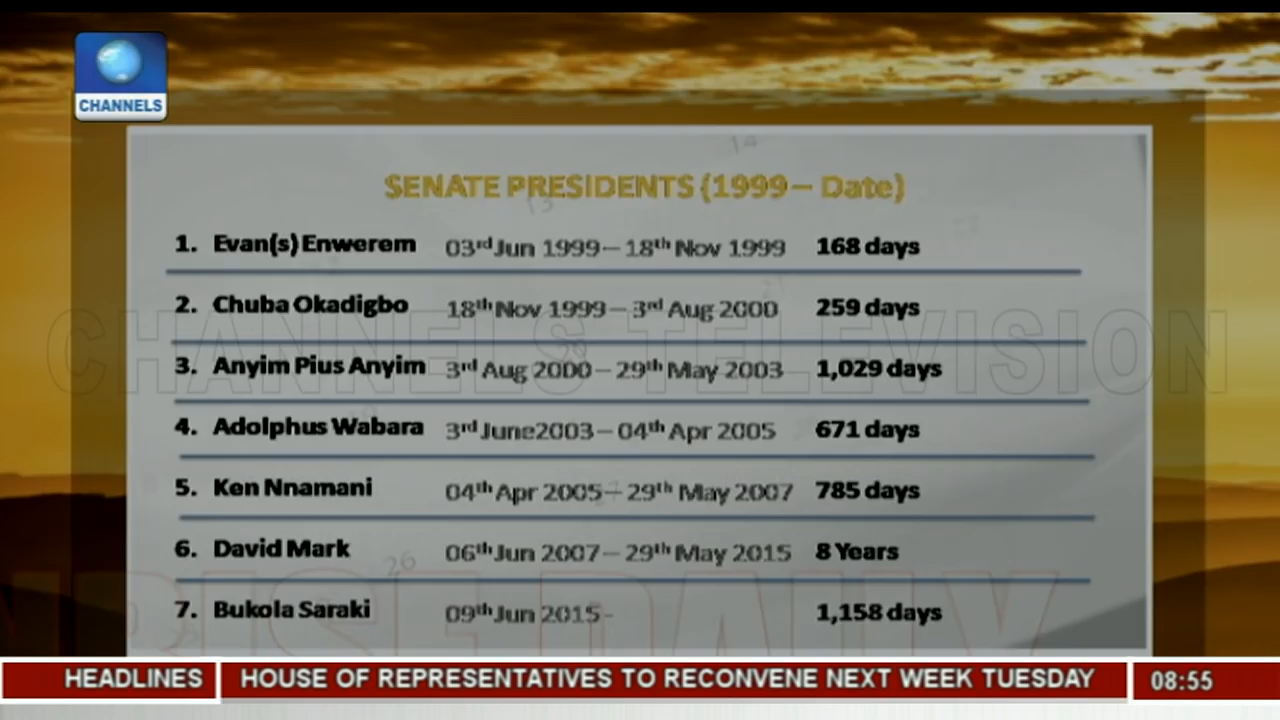 CHANNELS
SENATE PRESIDENTS (1999 – Date)
1. Evan(s) Enwerem 03rd Jun 1999 – 18th Nov 1999 168 days
2. Chuba Okadigbo 18th Nov 1999 – 3rd Aug 2000 259 days
CHANNELS TELEVISION
3. Anyim Pius Anyim 3rd Aug 2000 – 29th May 2003 1,029 days
4. Adolphus Wabara 3rd June2003 – 04th Apr 2005 671 days
5. Ken Nnamani 04th Apr 2005 – 29th May 2007 785 days
6. David Mark 06th Jun 2007 – 29th May 2015 8 Years
7. Bukola Saraki 09th Jun 2015 - 1,158 days
HEADLINES HOUSE OF REPRESENTATIVES TO RECONVENE NEXT WEEK TUESDAY 08:55